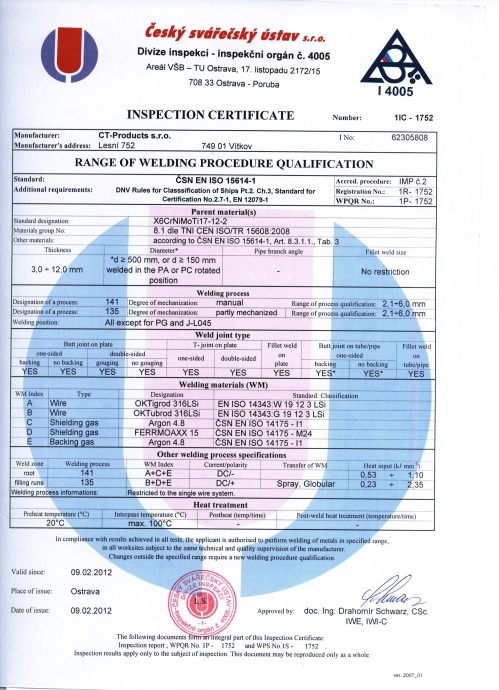 Český svářečský ústav s.r.o.
Divize inspekcí - inspekční orgán č. 4005
Areál VŠB – TU Ostrava, 17. listopadu 2172/15
708 33 Ostrava - Poruba
I 4005
INSPECTION CERTIFICATE Number: 1IC - 1752
Manufacturer: CT-Products s.r.o. I No: 62305808
Manufacturer's address: Lesní 752 749 01 Vítkov
RANGE OF WELDING PROCEDURE QUALIFICATION
Standard: ČSN EN ISO 15614-1 Accred. procedure: IMP č.2
Additional requirements: DNV Rules for Classsification of Ships Pt.2. Ch.3, Standard for Registration No.: 1R- 1752
Certification No.2.7-1, EN 12079-1 WPQR No.: 1P- 1752
Parent material(s)
Standard designation: X6CrNiMoTi17-12-2
Materials group No: 8.1 dle TNI CEN ISO/TR 15608:2008
Other materials: according to ČSN EN ISO 15614-1, Art. 8.3.1.1., Tab. 3
Thickness Diameter* Pipe branch angle Fillet weld size
3,0 ÷ 12,0 mm *d ≥ 500 mm, or d ≥ 150 mm welded in the PA or PC rotated position - No restriction
Welding process
Designation of a process: 141 Degree of mechanization: manual Range of process qualification: 2,1÷6,0 mm
Designation of a process: 135 Degree of mechanization: partly mechanized Range of process qualification: 2,1÷6,0 mm
Welding position: All except for PG and J-L045
Weld joint type
Butt joint on plate T- joint on plate Fillet weld on plate Butt joint on tube/pipe Fillet weld on tube/pipe
one-sided double-sided one-sided double-sided one-sided
backing no backing gouging no gouging backing no backing
YES YES YES YES YES YES YES YES* YES* YES
Welding materials (WM)
WM Index Type Designation Standard: Classification
A Wire OKTigrod 316LSi EN ISO 14343:W 19 12 3 LSi
B Wire OKTubrod 316LSi EN ISO 14343:G 19 12 3 LSi
C Shielding gas Argon 4.8 ČSN EN ISO 14175 - I1
D Shielding gas FERRMOAXX 15 ČSN EN ISO 14175 - M24
E Backing gas Argon 4.8 ČSN EN ISO 14175 - I1
Other welding process specifications
Weld zone Welding process WM Index Current/polarity Transfer of WM Heat input (kJ/ mm)
root 141 A+C+E DC/- 0,53 ÷ 1,10
filling runs 135 B+D+E DC/+ Spray, Globular 0,23 ÷ 2,35
Welding process informations: Restricted to the single wire system.
Heat treatment
Preheat temperature (°C) Interpass temperature (°C) Postheat (temp/time) Post-weld heat treatment (temperature/time)
20°C max. 100°C - -
In compliance with results achieved in all tests, the applicant is authorised to perform welding of metals in specified range,
in all worksites subject to the same technical and quality supervision of the manufacturer.
Changes outside the specified range require a new welding procedure qualification.
Valid since: 09.02.2012
Place of issue: Ostrava
Date of issue: 09.02.2012
ČESKÝ SVÁŘEČSKÝ ÚSTAV
DIVIZE INSPEKCE
L.S.
-1-
Inspekční orgán č. 4005
Approved by: doc. Ing. Drahomír Schwarz, CSc.
IWE, IWI-C
The following documents form an integral part of this Inspection Certificate:
Inspection report , WPQR No. 1P - 1752 and WPS No.1S - 1752
Inspection results apply only to the subject of inspection. This document may be reproduced only as a whole.
ver. 2007_01